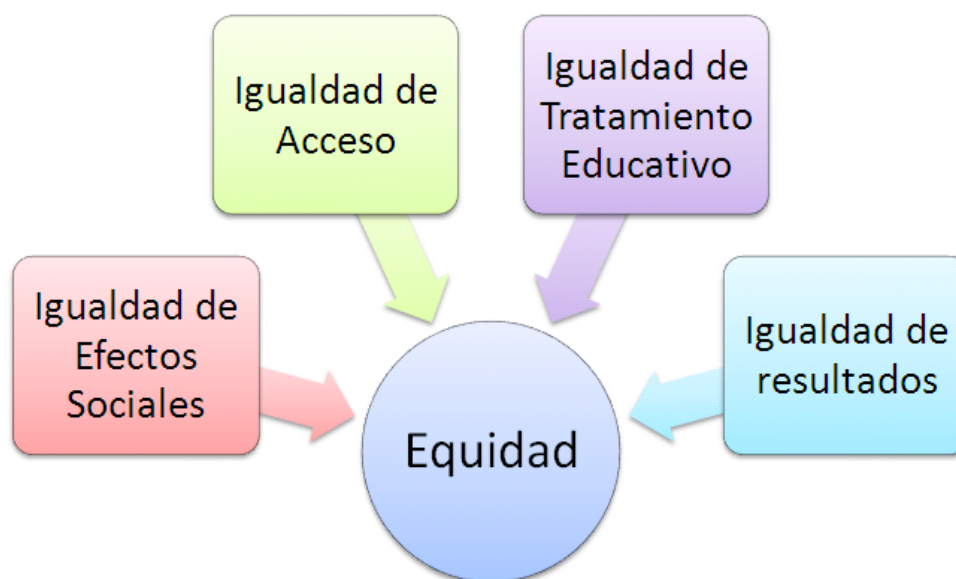 Igualdad de
Acceso
Igualdad de
Tratamiento
Educativo
Igualdad de
Efectos
Sociales
Igualdad de
resultados
Equidad